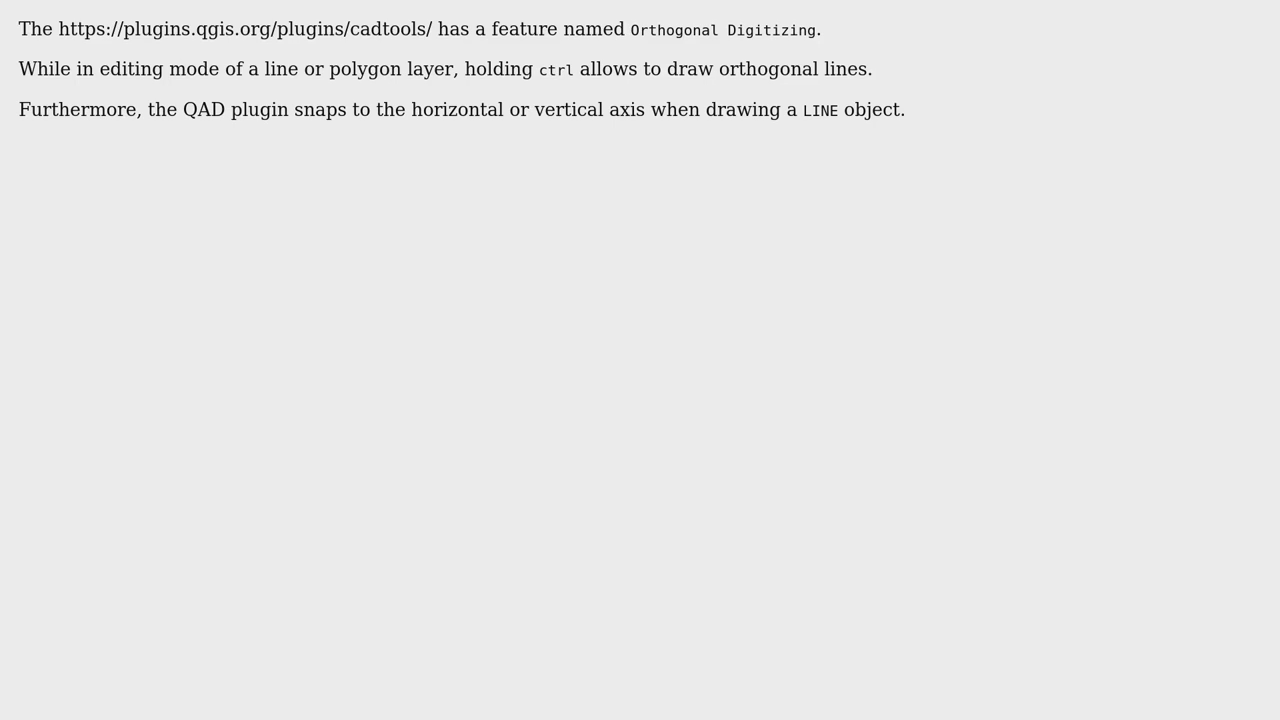 The https://plugins.qgis.org/plugins/cadtools/ has a feature named Orthogonal Digitizing.
While in editing mode of a line or polygon layer, holding ctrl allows to draw orthogonal lines.
Furthermore, the QAD plugin snaps to the horizontal or vertical axis when drawing a LINE object.